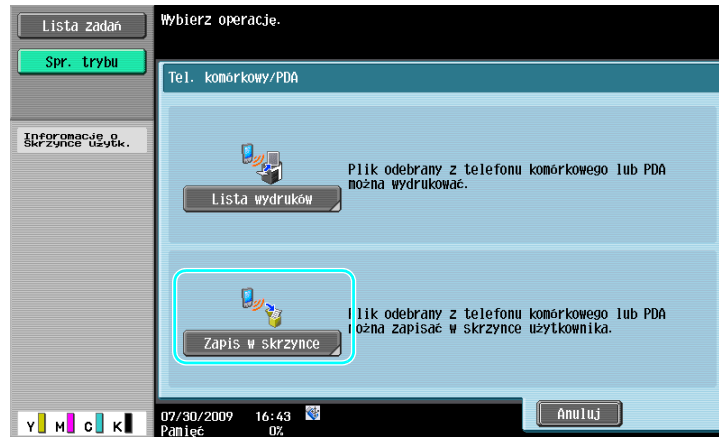 Lista zadań
Wybierz operację.
Spr. trybu
Tel. komórkowy/PDA
Inforomacje o
Skrzynce Użytk.
Plik odebrany z telefonu komórkowego lub PDA
można wydrukować.
Lista wydruków
Plik odebrany z telefonu komórkowego lub PDA
można zapisać w skrzynce użytkownika.
Zapis w skrzynce
Anuluj
07/30/2009 16:43
Pamięć 0%
Y M C K